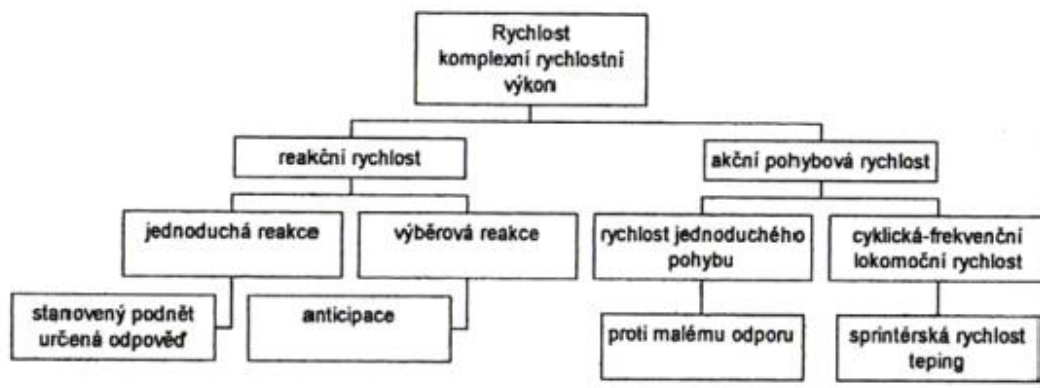 Rychlost
komplexní rychlostní
výkon
reakční rychlost
akční pohybová rychlost
jednoduchá reakce
výběrová reakce
rychlost jednoduchého
pohybu
cyklická-frekvenční
lokomoční rychlost
stanovený podnět
určená odpověď
anticipace
proti malému odporu
sprintérská rychlost
teping